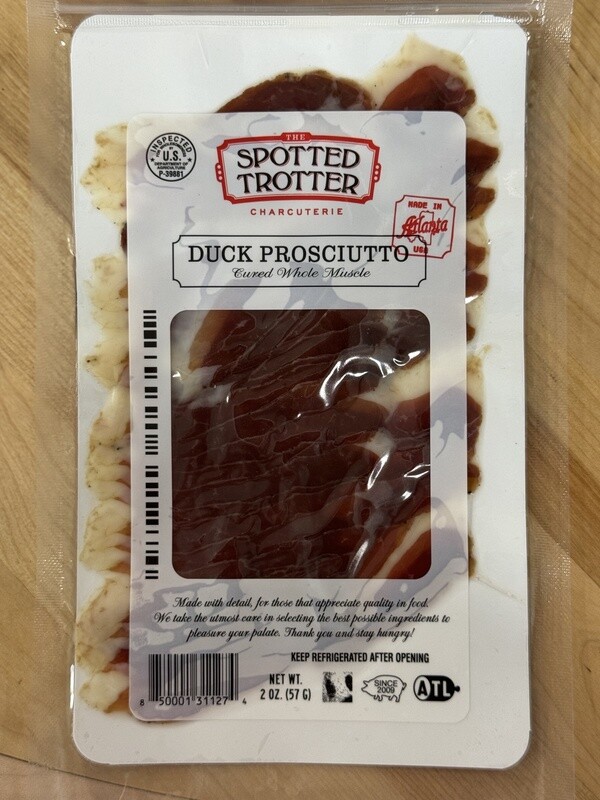 INSPECTED
FOR WHOLESOMENESS
BY
U.S.
DEPARTMENT OF
AGRICULTURE
P-39881
THE
SPOTTED
TROTTER
CHARCUTERIE
MADE IN
Atlanta
USA
DUCK PROSCIUTTO
Cured Whole Muscle
Made with detail, for those that appreciate quality in food.
We take the utmost care in selecting the best possible ingredients to
pleasure your palate. Thank you and stay hungry!
KEEP REFRIGERATED AFTER OPENING
8 50001 31127 4
NET WT.
2 OZ. (57 G)
SINCE
2009
ATL